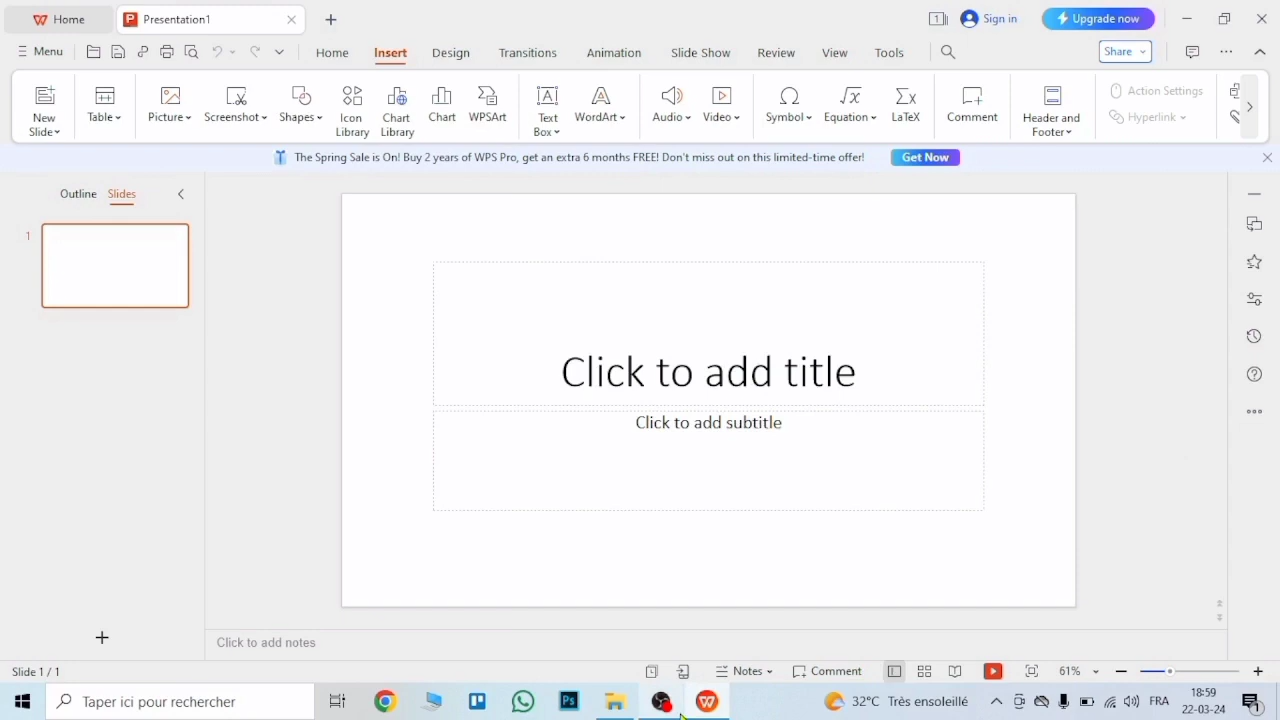 Home
Presentation1
Sign in
Upgrade now
Menu
Home
Insert
Design
Transitions
Animation
Slide Show
Review
View
Tools
Share
New Slide
Table
Picture
Screenshot
Shapes
Icon Library
Chart Library
Chart
WPSArt
Text Box
WordArt
Audio
Video
Symbol
Equation
LaTeX
Comment
Header and Footer
Action Settings
Hyperlink
The Spring Sale is On! Buy 2 years of WPS Pro, get an extra 6 months FREE! Don't miss out on this limited-time offer!
Get Now
Outline
Slides
1
Click to add title
Click to add subtitle
Click to add notes
Slide 1 / 1
Notes
Comment
61%
Taper ici pour rechercher
Ps
32°C Très ensoleillé
FRA
18:59
22-03-24
1